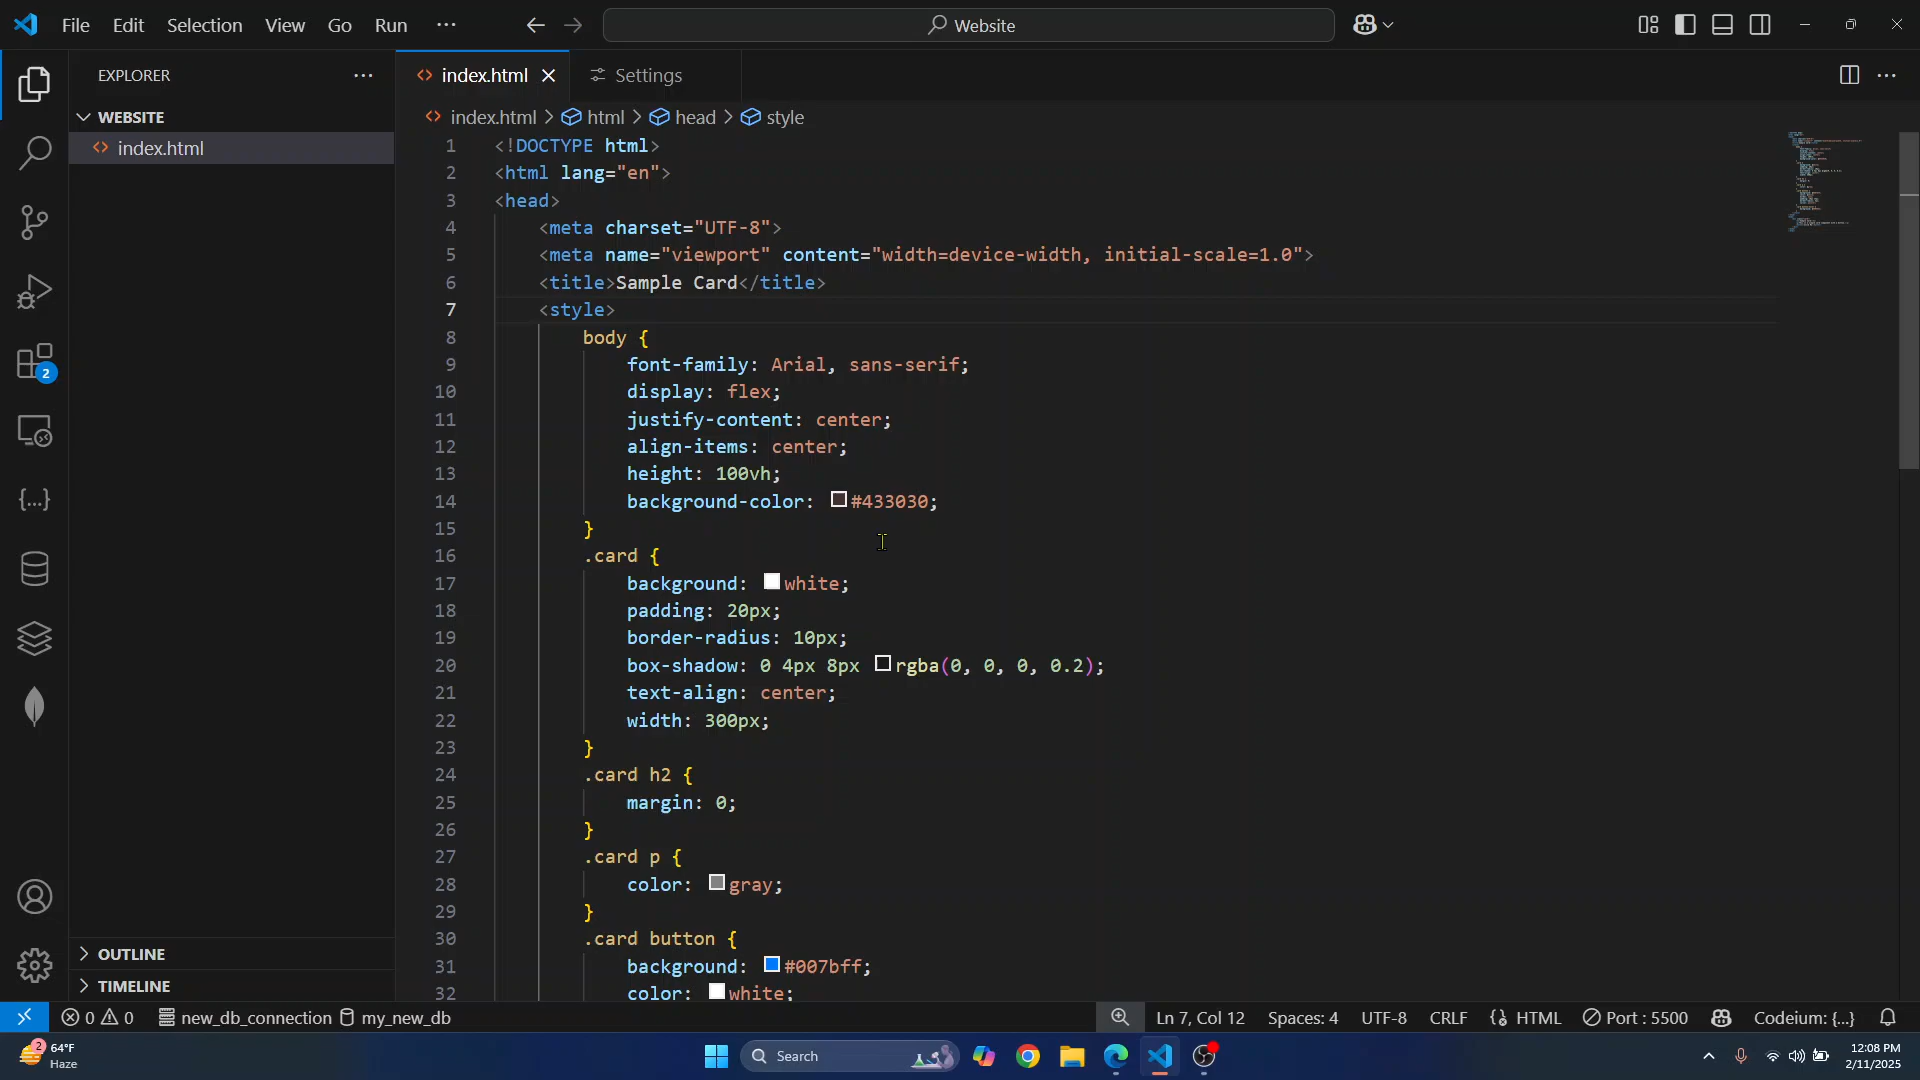 File Edit Selection View Go Run ··· Website
EXPLORER ···
WEBSITE
index.html
OUTLINE
TIMELINE
index.html Settings
index.html > html > head > style
1 <!DOCTYPE html>
2 <html lang="en">
3 <head>
4 <meta charset="UTF-8">
5 <meta name="viewport" content="width=device-width, initial-scale=1.0">
6 <title>Sample Card</title>
7 <style>
8 body {
9 font-family: Arial, sans-serif;
10 display: flex;
11 justify-content: center;
12 align-items: center;
13 height: 100vh;
14 background-color: #433030;
15 }
16 .card {
17 background: white;
18 padding: 20px;
19 border-radius: 10px;
20 box-shadow: 0 4px 8px rgba(0, 0, 0, 0.2);
21 text-align: center;
22 width: 300px;
23 }
24 .card h2 {
25 margin: 0;
26 }
27 .card p {
28 color: gray;
29 }
30 .card button {
31 background: #007bff;
32 color: white;
2
0 0 new_db_connection my_new_db Ln 7, Col 12 Spaces: 4 UTF-8 CRLF HTML Port : 5500 Codeium: {...}
2 64°F
Haze
Search
12:08 PM
2/11/2025